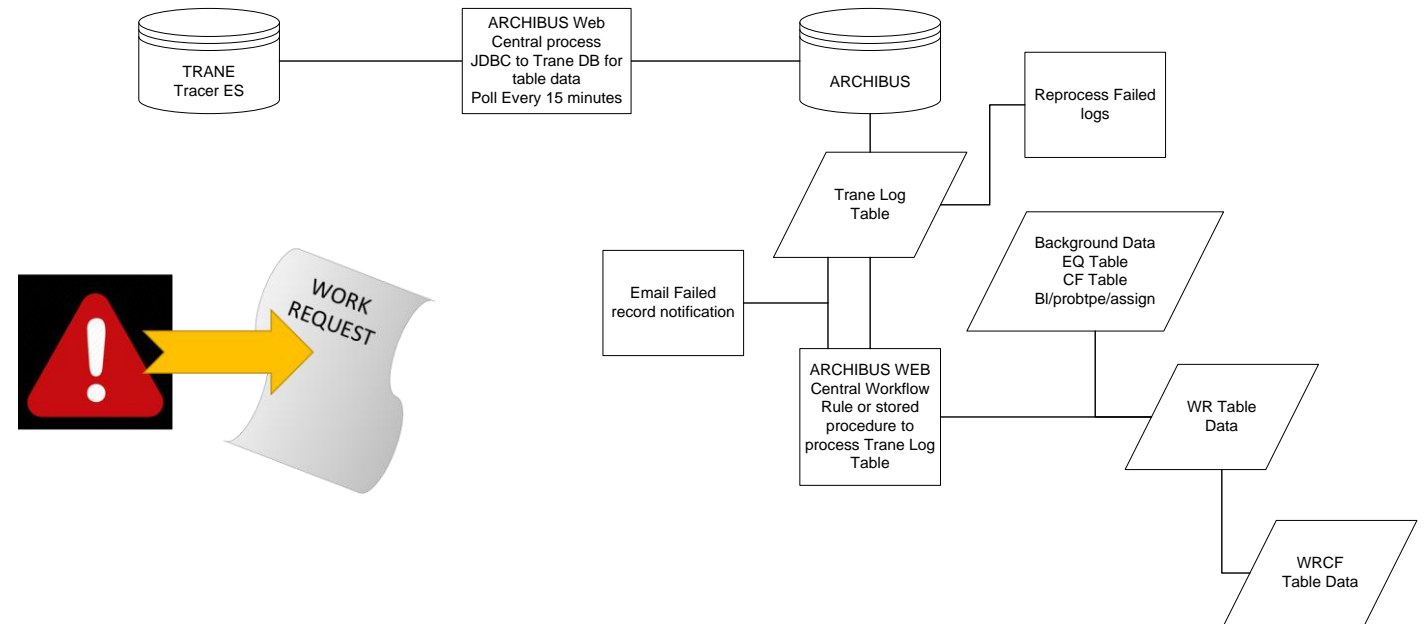 TRANE
Tracer ES
ARCHIBUS Web
Central process
JDBC to Trane DB for
table data
Poll Every 15 minutes
ARCHIBUS
Reprocess Failed
logs
Trane Log
Table
Background Data
EQ Table
CF Table
Bl/probtpe/assign
Email Failed
record notification
WORK
REQUEST
ARCHIBUS WEB
Central Workflow
Rule or stored
procedure to
process Trane Log
Table
WR Table
Data
WRCF
Table Data